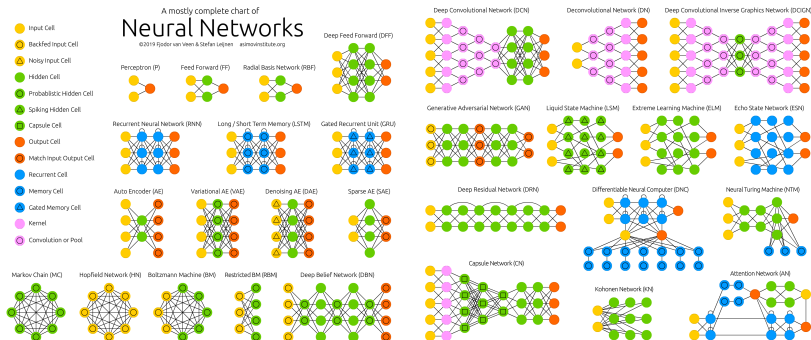 A mostly complete chart of
Neural Networks
©2019 Fjodor van Veen & Stefan Leijnen asimovinstitute.org
Input Cell
Backfed Input Cell
Noisy Input Cell
Hidden Cell
Probablistic Hidden Cell
Spiking Hidden Cell
Capsule Cell
Output Cell
Match Input Output Cell
Recurrent Cell
Memory Cell
Gated Memory Cell
Kernel
Convolution or Pool
Perceptron (P)
Feed Forward (FF)
Radial Basis Network (RBF)
Deep Feed Forward (DFF)
Recurrent Neural Network (RNN)
Long / Short Term Memory (LSTM)
Gated Recurrent Unit (GRU)
Auto Encoder (AE)
Variational AE (VAE)
Denoising AE (DAE)
Sparse AE (SAE)
Markov Chain (MC)
Hopfield Network (HN)
Boltzmann Machine (BM)
Restricted BM (RBM)
Deep Belief Network (DBN)
Deep Convolutional Network (DCN)
Deconvolutional Network (DN)
Deep Convolutional Inverse Graphics Network (DCIGN)
Generative Adversarial Network (GAN)
Liquid State Machine (LSM)
Extreme Learning Machine (ELM)
Echo State Network (ESN)
Deep Residual Network (DRN)
Differentiable Neural Computer (DNC)
Neural Turing Machine (NTM)
Capsule Network (CN)
Kohonen Network (KN)
Attention Network (AN)